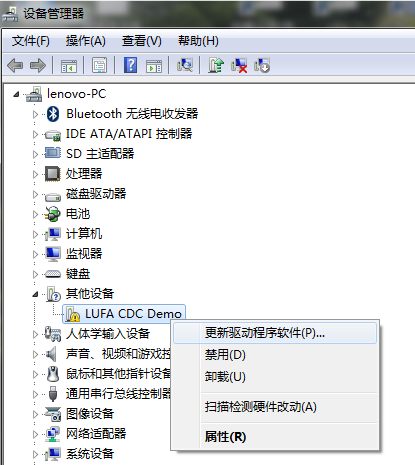 设备管理器
文件(F) 操作(A) 查看(V) 帮助(H)
lenovo-PC
Bluetooth 无线电收发器
IDE ATA/ATAPI 控制器
SD 主适配器
处理器
磁盘驱动器
电池
计算机
监视器
键盘
其他设备
LUFA CDC Demo
更新驱动程序软件(P)...
人体学输入设备
禁用(D)
声音、视频和游戏控
卸载(U)
鼠标和其他指针设备
通用串行总线控制器
扫描检测硬件改动(A)
图像设备
网络适配器
属性(R)
系统设备